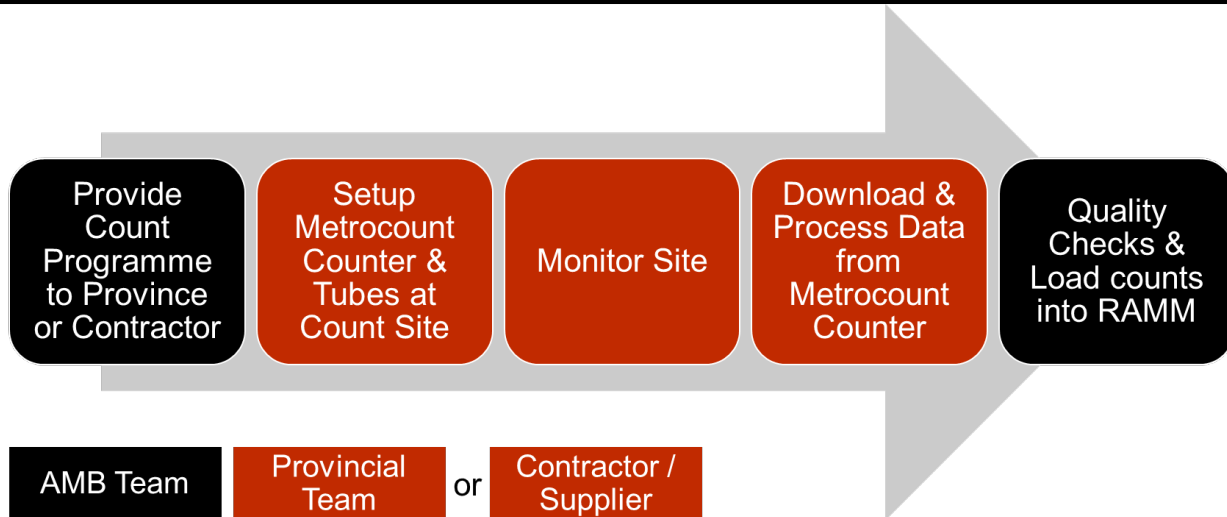 Provide
Count
Programme
to Province
or Contractor
Setup
Metrocount
Counter &
Tubes at
Count Site
Monitor Site
Download &
Process Data
from
Metrocount
Counter
Quality
Checks &
Load counts
into RAMM
AMB Team
Provincial
Team
or
Contractor /
Supplier